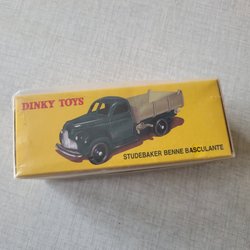 DINKY TOYS
STUDEBAKER BENNE BASCULANTE